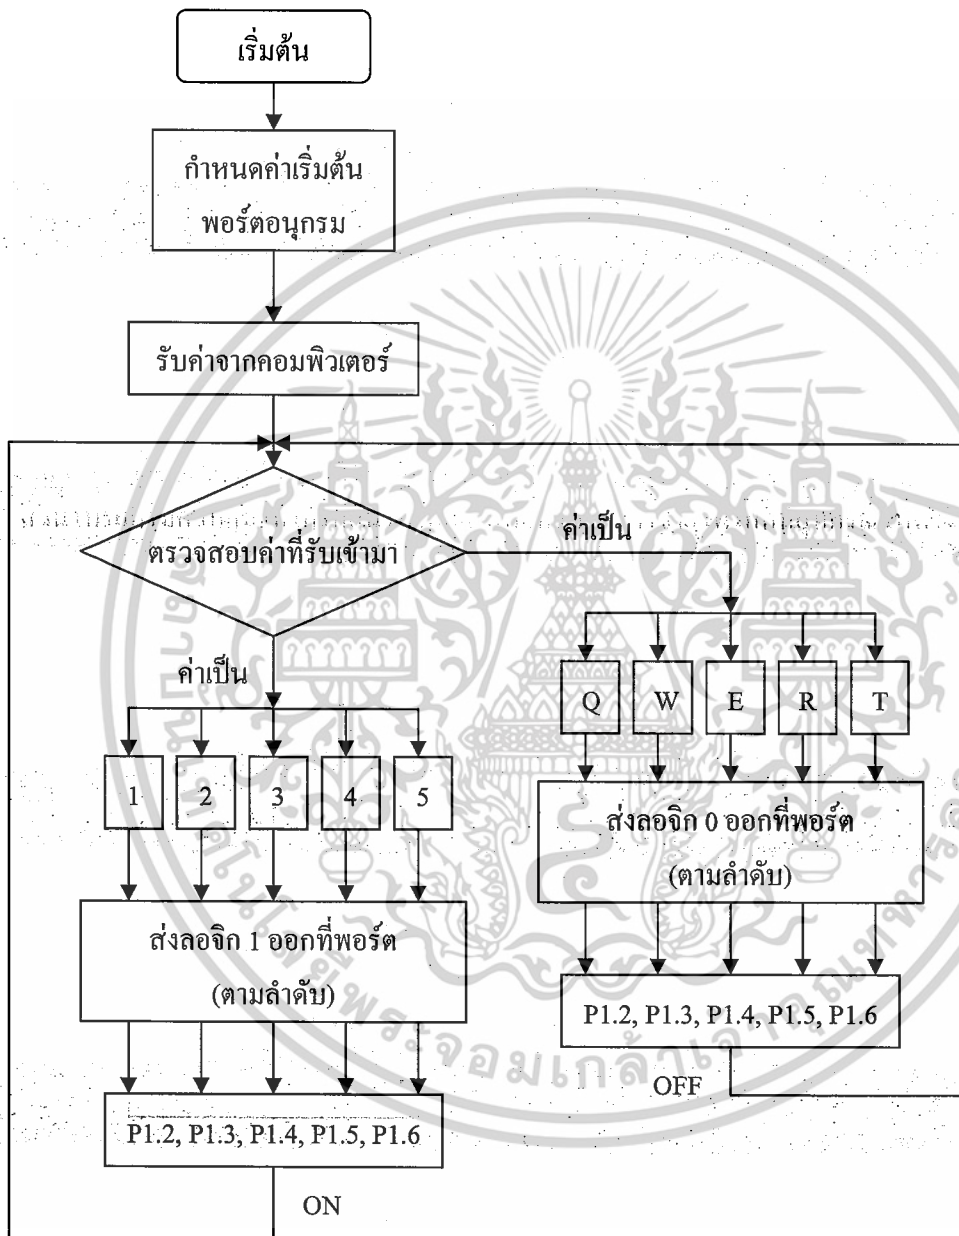 เริ่มต้น
กำหนดค่าเริ่มต้น
พอร์ตอนุกรม
รับค่าจากคอมพิวเตอร์
ตรวจสอบค่าที่รับเข้ามา
ค่าเป็น
ค่าเป็น
Q W E R T
1 2 3 4 5
ส่งลอจิก 0 ออกที่พอร์ต
(ตามลำดับ)
ส่งลอจิก 1 ออกที่พอร์ต
(ตามลำดับ)
P1.2, P1.3, P1.4, P1.5, P1.6
OFF
P1.2, P1.3, P1.4, P1.5, P1.6
ON